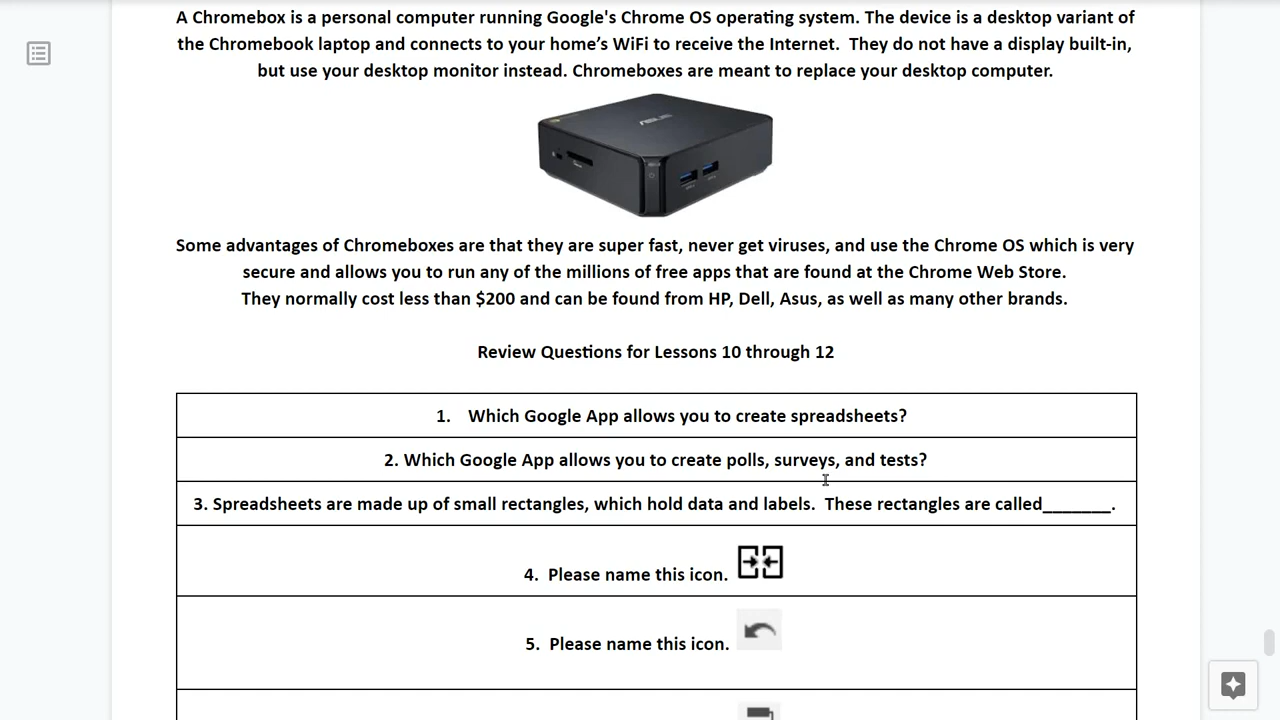 A Chromebox is a personal computer running Google's Chrome OS operating system. The device is a desktop variant of
the Chromebook laptop and connects to your home’s WiFi to receive the Internet.  They do not have a display built-in,
but use your desktop monitor instead. Chromeboxes are meant to replace your desktop computer.
ASUS
Some advantages of Chromeboxes are that they are super fast, never get viruses, and use the Chrome OS which is very
secure and allows you to run any of the millions of free apps that are found at the Chrome Web Store.
They normally cost less than $200 and can be found from HP, Dell, Asus, as well as many other brands.
Review Questions for Lessons 10 through 12
1.   Which Google App allows you to create spreadsheets?
2. Which Google App allows you to create polls, surveys, and tests?
3. Spreadsheets are made up of small rectangles, which hold data and labels.  These rectangles are called_______.
4.  Please name this icon.
5.  Please name this icon.